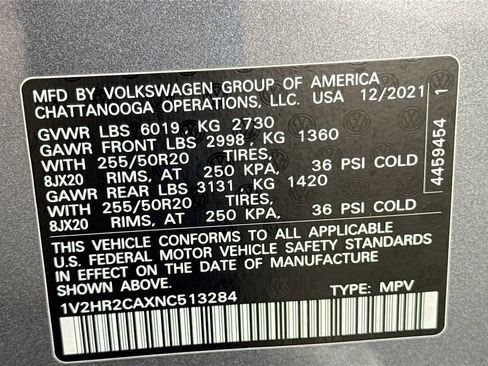 MFD BY VOLKSWAGEN GROUP OF AMERICA
CHATTANOOGA OPERATIONS, LLC. USA 12/2021
GVWR LBS 6019, KG 2730
GAWR FRONT LBS 2998, KG 1360
WITH 255/50R20 TIRES,
8JX20 RIMS, AT 250 KPA, 36 PSI COLD
GAWR REAR LBS 3131, KG 1420
WITH 255/50R20 TIRES,
8JX20 RIMS, AT 250 KPA, 36 PSI COLD
THIS VEHICLE CONFORMS TO ALL APPLICABLE
U.S. FEDERAL MOTOR VEHICLE SAFETY STANDARDS
IN EFFECT ON THE DATE OF MANUFACTURE
SHOWN ABOVE.
1V2HR2CAXNC513284 TYPE: MPV
4459454 1